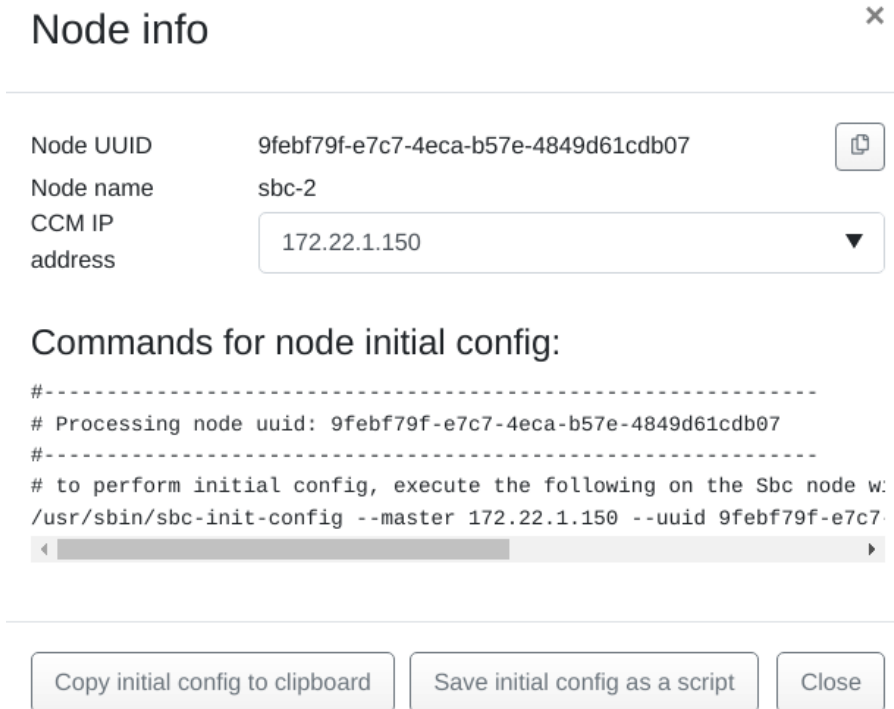 Node info
×
Node UUID 9febf79f-e7c7-4eca-b57e-4849d61cdb07
Node name sbc-2
CCM IP address 172.22.1.150
Commands for node initial config:
#--------------------------------------------------------------
# Processing node uuid: 9febf79f-e7c7-4eca-b57e-4849d61cdb07
#--------------------------------------------------------------
# to perform initial config, execute the following on the Sbc node
/usr/sbin/sbc-init-config --master 172.22.1.150 --uuid 9febf79f-e7c7-
Copy initial config to clipboard Save initial config as a script Close